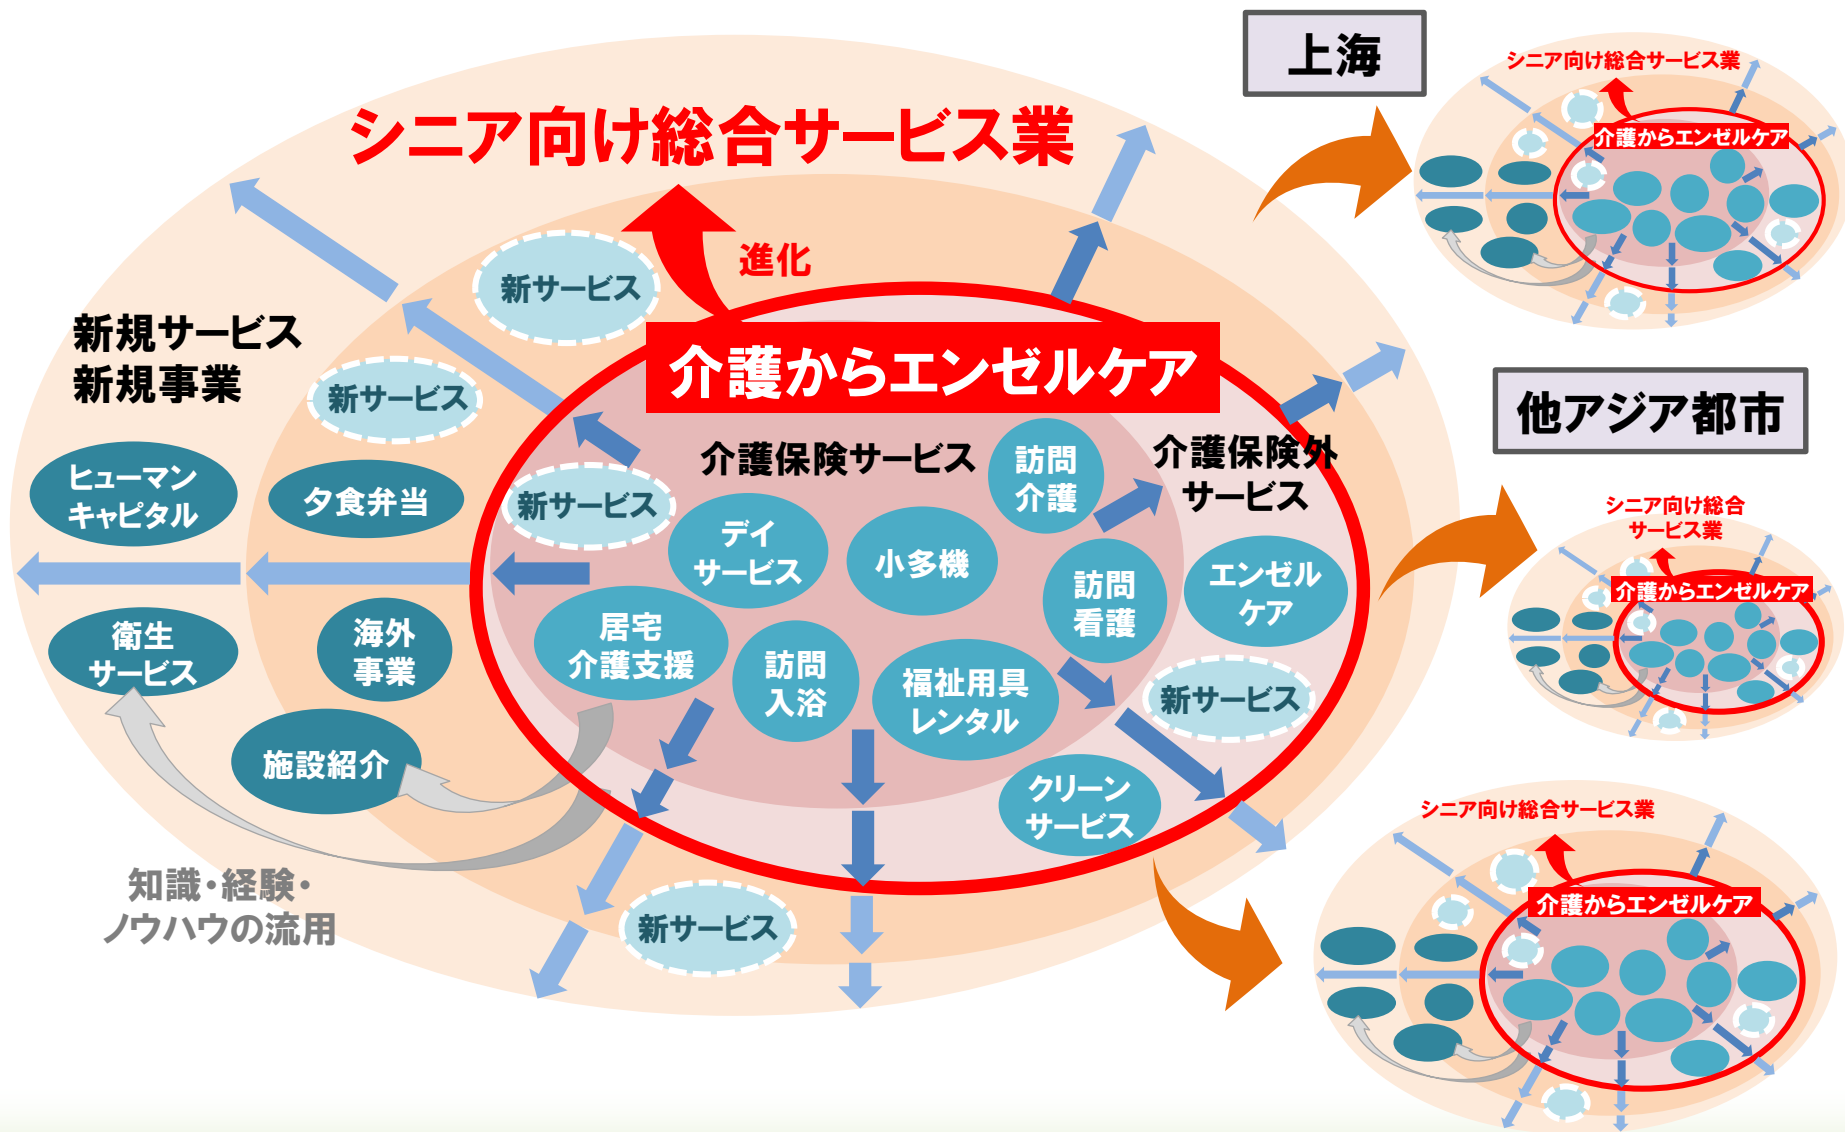 シニア向け総合サービス業
進化
新サービス
新規サービス
新規事業
新サービス
介護からエンゼルケア
介護保険サービス
介護保険外
サービス
ヒューマン
キャピタル
夕食弁当
新サービス
デイ
サービス
小多機
訪問
介護
訪問
看護
エンゼル
ケア
衛生
サービス
海外
事業
居宅
介護支援
訪問
入浴
福祉用具
レンタル
新サービス
施設紹介
クリーン
サービス
知識・経験・
ノウハウの流用
新サービス
上海
シニア向け総合サービス業
介護からエンゼルケア
他アジア都市
シニア向け総合
サービス業
介護からエンゼルケア
シニア向け総合サービス業
介護からエンゼルケア